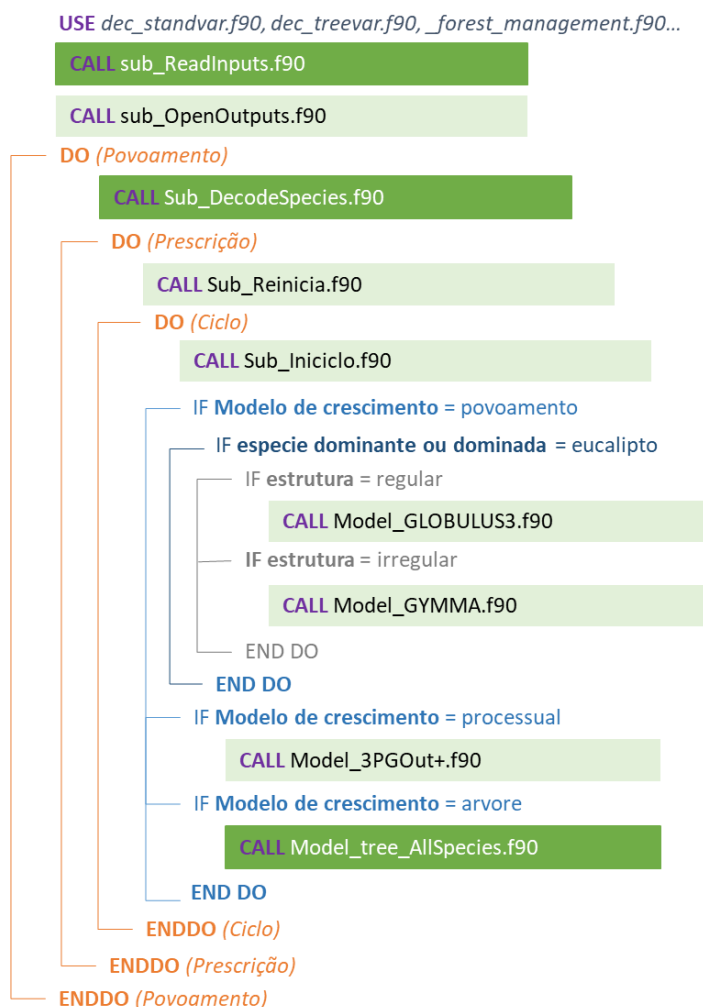 USE dec_standvar.f90, dec_treevar.f90, _forest_management.f90...
CALL sub_ReadInputs.f90
CALL sub_OpenOutputs.f90
DO (Povoamento)
CALL Sub_DecodeSpecies.f90
DO (Prescrição)
CALL Sub_Reinicia.f90
DO (Ciclo)
CALL Sub_Iniciclo.f90
IF Modelo de crescimento = povoamento
IF especie dominante ou dominada = eucalipto
IF estrutura = regular
CALL Model_GLOBULUS3.f90
IF estrutura = irregular
CALL Model_GYMMA.f90
END DO
END DO
IF Modelo de crescimento = processual
CALL Model_3PGOut+.f90
IF Modelo de crescimento = arvore
CALL Model_tree_AllSpecies.f90
END DO
ENDDO (Ciclo)
ENDDO (Prescrição)
ENDDO (Povoamento)